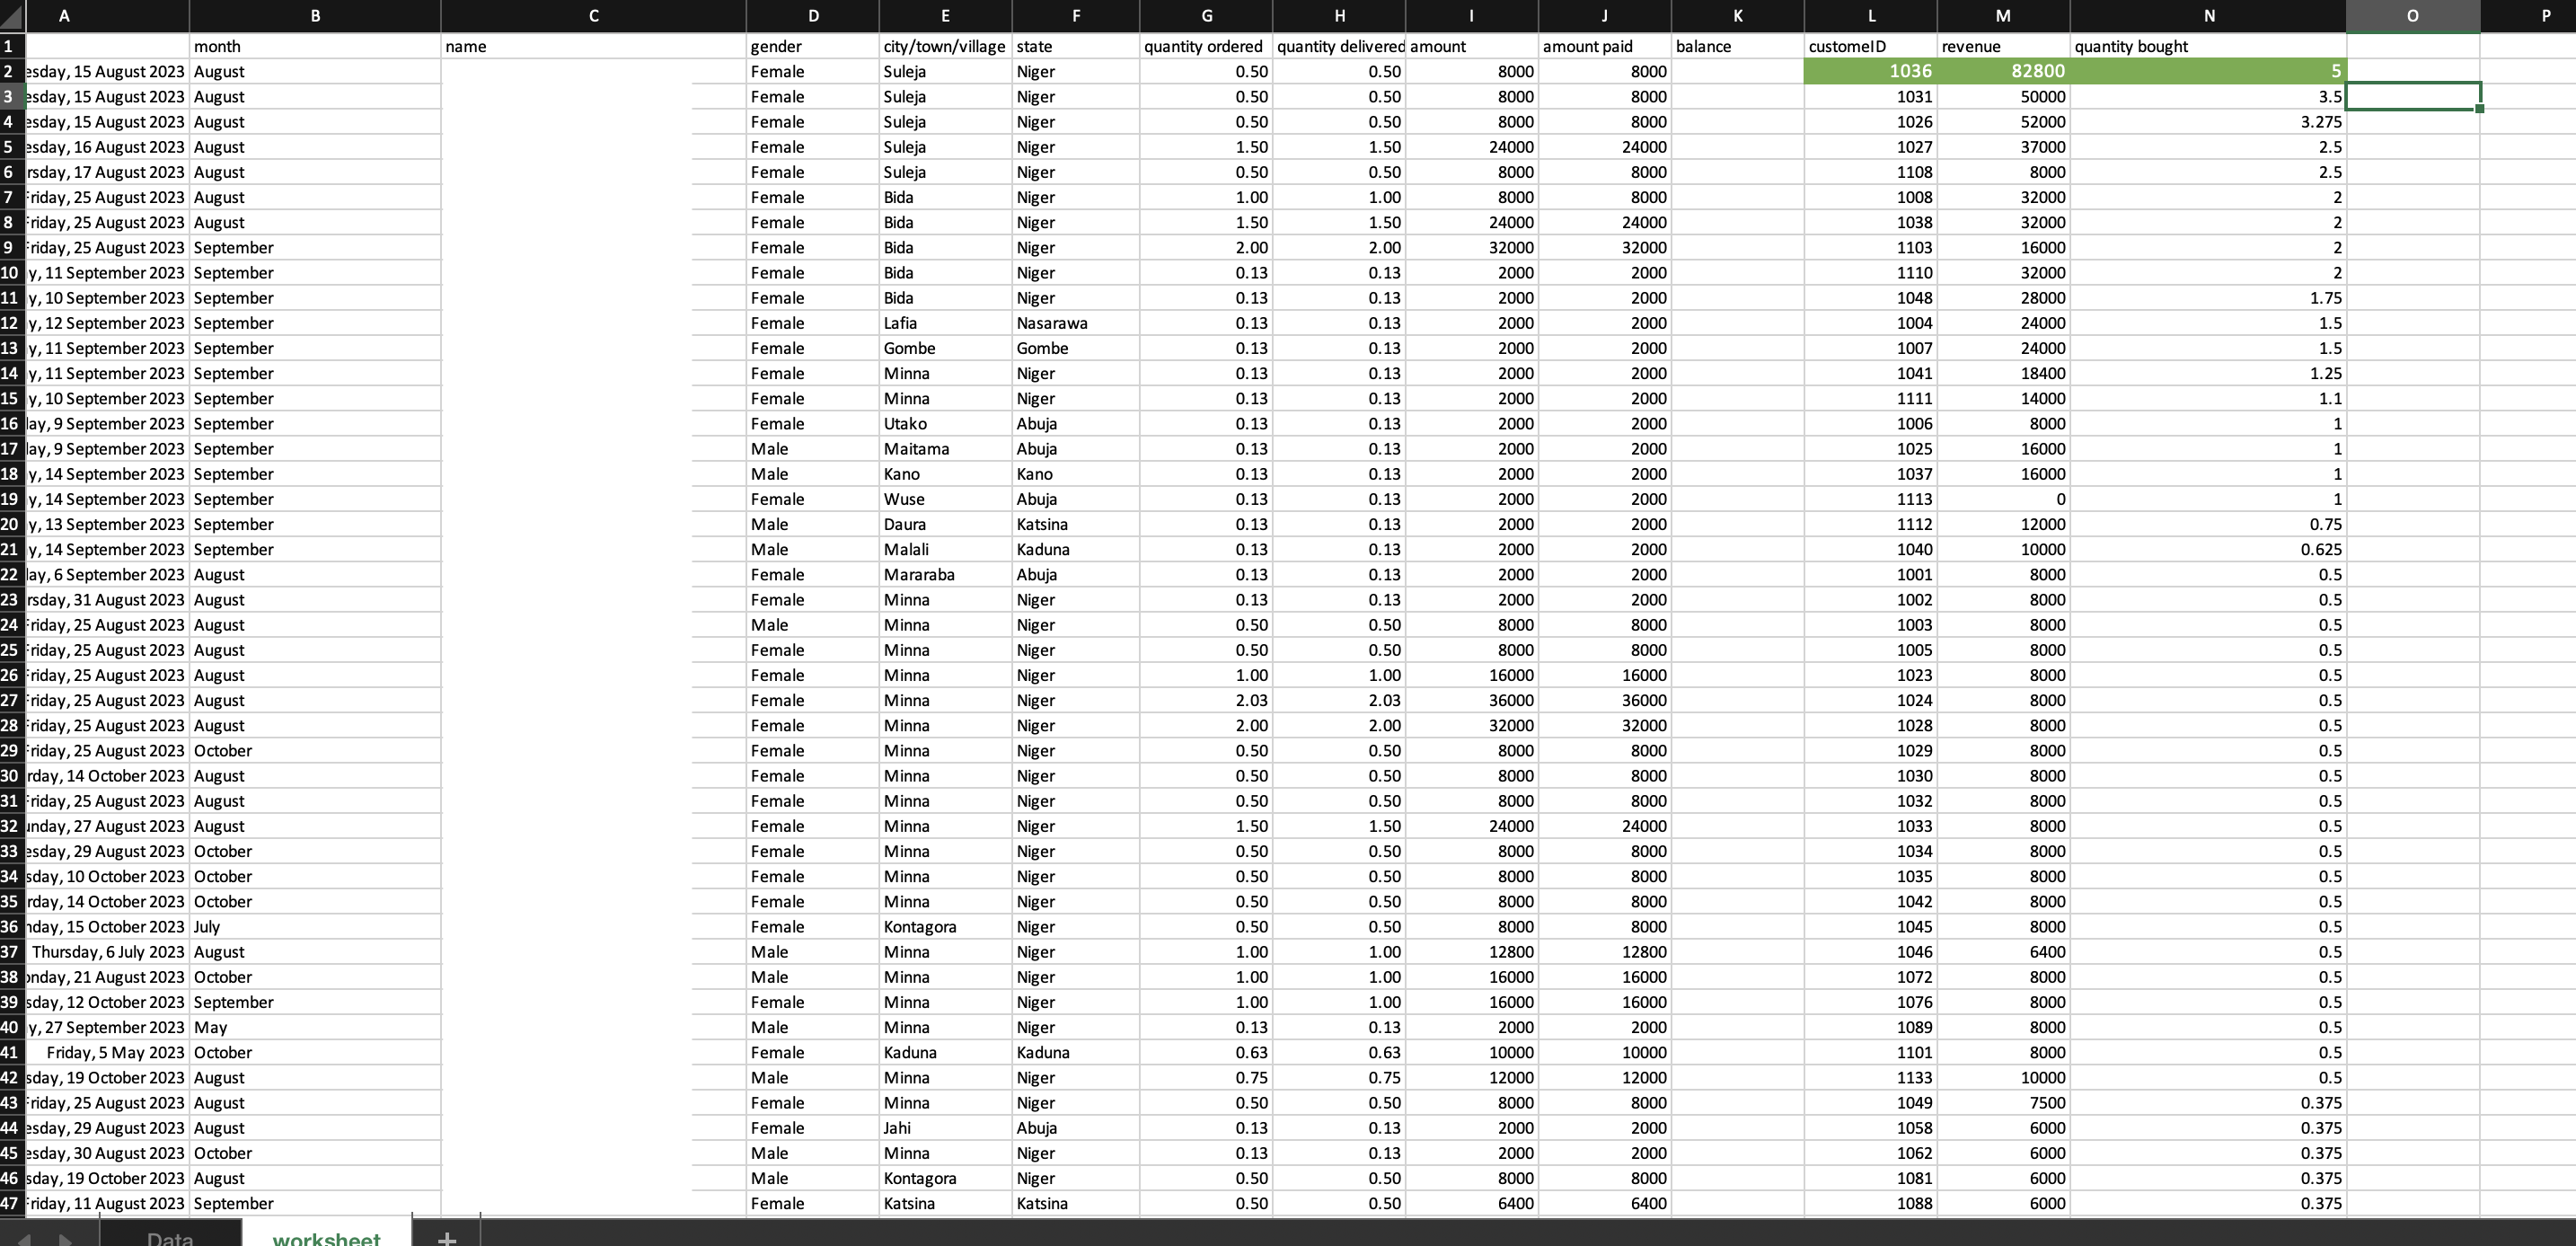 A B C D E F G H I J K L M N O P
1 month name gender city/town/village state quantity ordered quantity delivered amount amount paid balance customeID revenue quantity bought
2 esday, 15 August 2023 August Female Suleja Niger 0.50 0.50 8000 8000 1036 82800 5
3 esday, 15 August 2023 August Female Suleja Niger 0.50 0.50 8000 8000 1031 50000 3.5
4 esday, 15 August 2023 August Female Suleja Niger 0.50 0.50 8000 8000 1026 52000 3.275
5 esday, 16 August 2023 August Female Suleja Niger 1.50 1.50 24000 24000 1027 37000 2.5
6 rsday, 17 August 2023 August Female Suleja Niger 0.50 0.50 8000 8000 1108 8000 2.5
7 Friday, 25 August 2023 August Female Bida Niger 1.00 1.00 8000 8000 1008 32000 2
8 Friday, 25 August 2023 August Female Bida Niger 1.50 1.50 24000 24000 1038 32000 2
9 Friday, 25 August 2023 September Female Bida Niger 2.00 2.00 32000 32000 1103 16000 2
10 y, 11 September 2023 September Female Bida Niger 0.13 0.13 2000 2000 1110 32000 2
11 y, 10 September 2023 September Female Bida Niger 0.13 0.13 2000 2000 1048 28000 1.75
12 y, 12 September 2023 September Female Lafia Nasarawa 0.13 0.13 2000 2000 1004 24000 1.5
13 y, 11 September 2023 September Female Gombe Gombe 0.13 0.13 2000 2000 1007 24000 1.5
14 y, 11 September 2023 September Female Minna Niger 0.13 0.13 2000 2000 1041 18400 1.25
15 y, 10 September 2023 September Female Minna Niger 0.13 0.13 2000 2000 1111 14000 1.1
16 lay, 9 September 2023 September Female Utako Abuja 0.13 0.13 2000 2000 1006 8000 1
17 lay, 9 September 2023 September Male Maitama Abuja 0.13 0.13 2000 2000 1025 16000 1
18 y, 14 September 2023 September Male Kano Kano 0.13 0.13 2000 2000 1037 16000 1
19 y, 14 September 2023 September Female Wuse Abuja 0.13 0.13 2000 2000 1113 0 1
20 y, 13 September 2023 September Male Daura Katsina 0.13 0.13 2000 2000 1112 12000 0.75
21 y, 14 September 2023 September Male Malali Kaduna 0.13 0.13 2000 2000 1040 10000 0.625
22 lay, 6 September 2023 August Female Mararaba Abuja 0.13 0.13 2000 2000 1001 8000 0.5
23 rsday, 31 August 2023 August Female Minna Niger 0.13 0.13 2000 2000 1002 8000 0.5
24 Friday, 25 August 2023 August Male Minna Niger 0.50 0.50 8000 8000 1003 8000 0.5
25 Friday, 25 August 2023 August Female Minna Niger 0.50 0.50 8000 8000 1005 8000 0.5
26 Friday, 25 August 2023 August Female Minna Niger 1.00 1.00 16000 16000 1023 8000 0.5
27 Friday, 25 August 2023 August Female Minna Niger 2.03 2.03 36000 36000 1024 8000 0.5
28 Friday, 25 August 2023 August Female Minna Niger 2.00 2.00 32000 32000 1028 8000 0.5
29 Friday, 25 August 2023 October Female Minna Niger 0.50 0.50 8000 8000 1029 8000 0.5
30 rday, 14 October 2023 August Female Minna Niger 0.50 0.50 8000 8000 1030 8000 0.5
31 Friday, 25 August 2023 August Female Minna Niger 0.50 0.50 8000 8000 1032 8000 0.5
32 unday, 27 August 2023 August Female Minna Niger 1.50 1.50 24000 24000 1033 8000 0.5
33 esday, 29 August 2023 October Female Minna Niger 0.50 0.50 8000 8000 1034 8000 0.5
34 sday, 10 October 2023 October Female Minna Niger 0.50 0.50 8000 8000 1035 8000 0.5
35 rday, 14 October 2023 October Female Minna Niger 0.50 0.50 8000 8000 1042 8000 0.5
36 nday, 15 October 2023 July Female Kontagora Niger 0.50 0.50 8000 8000 1045 8000 0.5
37 Thursday, 6 July 2023 August Male Minna Niger 1.00 1.00 12800 12800 1046 6400 0.5
38 onday, 21 August 2023 October Male Minna Niger 1.00 1.00 16000 16000 1072 8000 0.5
39 sday, 12 October 2023 September Female Minna Niger 1.00 1.00 16000 16000 1076 8000 0.5
40 y, 27 September 2023 May Male Minna Niger 0.13 0.13 2000 2000 1089 8000 0.5
41 Friday, 5 May 2023 October Female Kaduna Kaduna 0.63 0.63 10000 10000 1101 8000 0.5
42 sday, 19 October 2023 August Male Minna Niger 0.75 0.75 12000 12000 1133 10000 0.5
43 Friday, 25 August 2023 August Female Minna Niger 0.50 0.50 8000 8000 1049 7500 0.375
44 esday, 29 August 2023 August Female Jahi Abuja 0.13 0.13 2000 2000 1058 6000 0.375
45 esday, 30 August 2023 October Male Minna Niger 0.13 0.13 2000 2000 1062 6000 0.375
46 sday, 19 October 2023 August Male Kontagora Niger 0.50 0.50 8000 8000 1081 6000 0.375
47 Friday, 11 August 2023 September Female Katsina Katsina 0.50 0.50 6400 6400 1088 6000 0.375
Data worksheet +